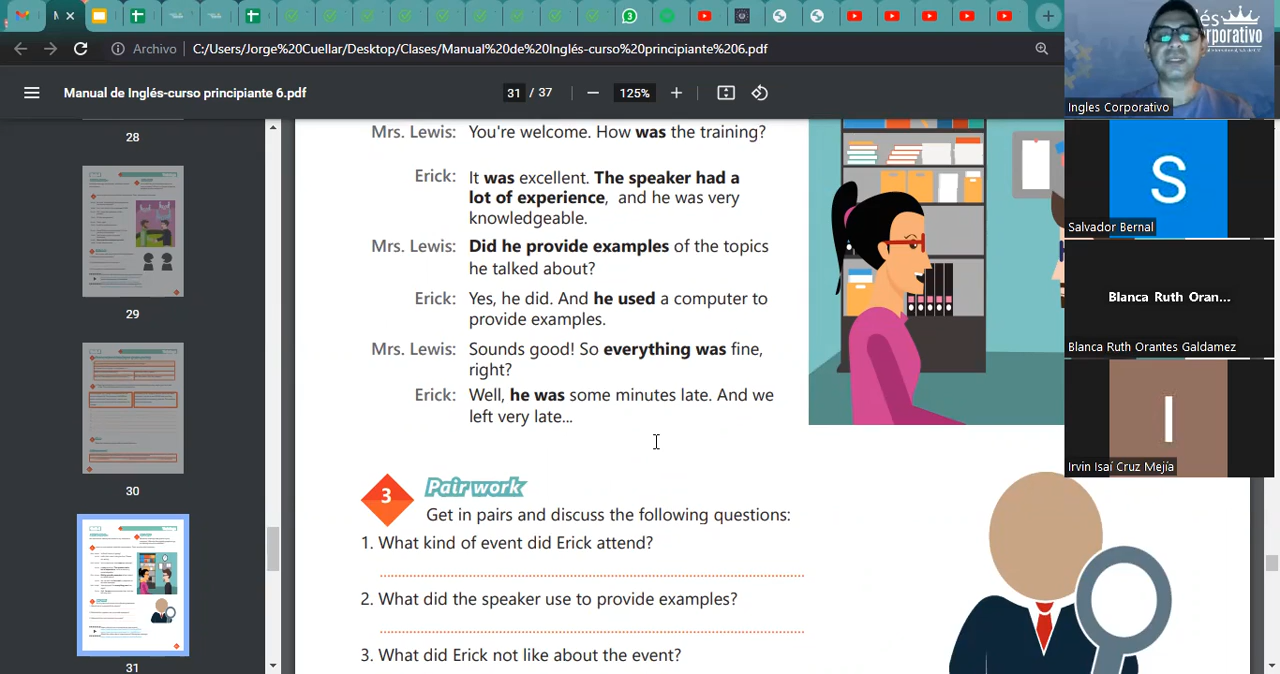 3
Archivo
C:/Users/Jorge%20Cuellar/Desktop/Clases/Manual%20de%20Inglés-curso%20principiante%206.pdf
Manual de Inglés-curso principiante 6.pdf
31 / 37
125%
28
29
30
31
Mrs. Lewis: You're welcome. How was the training?
Erick: It was excellent. The speaker had a
lot of experience, and he was very
knowledgeable.
Mrs. Lewis: Did he provide examples of the topics
he talked about?
Erick: Yes, he did. And he used a computer to
provide examples.
Mrs. Lewis: Sounds good! So everything was fine,
right?
Erick: Well, he was some minutes late. And we
left very late...
3 Pair work
Get in pairs and discuss the following questions:
1. What kind of event did Erick attend?
2. What did the speaker use to provide examples?
3. What did Erick not like about the event?
Ingles Corporativo
S
Salvador Bernal
Blanca Ruth Oran...
Blanca Ruth Orantes Galdamez
I
Irvin Isaí Cruz Mejía